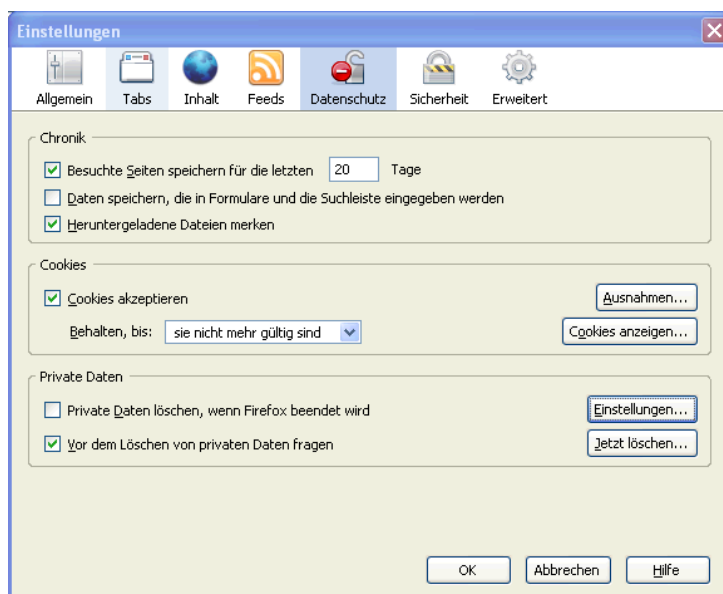 Einstellungen
Allgemein Tabs Inhalt Feeds Datenschutz Sicherheit Erweitert
Chronik
Besuchte Seiten speichern für die letzten 20 Tage
Daten speichern, die in Formulare und die Suchleiste eingegeben werden
Heruntergeladene Dateien merken
Cookies
Cookies akzeptieren Ausnahmen...
Behalten, bis: sie nicht mehr gültig sind Cookies anzeigen...
Private Daten
Private Daten löschen, wenn Firefox beendet wird Einstellungen...
Vor dem Löschen von privaten Daten fragen Jetzt löschen...
OK Abbrechen Hilfe